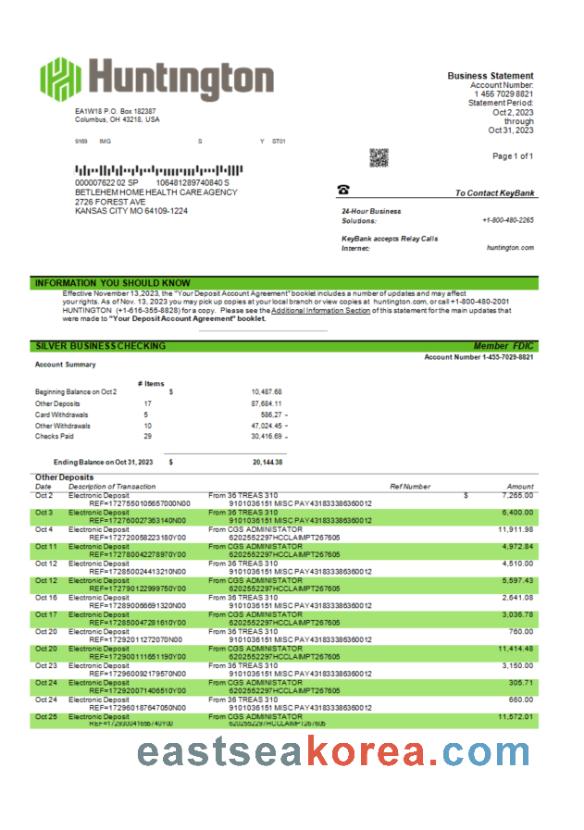 Huntington
EA1W18 P.O. Box 182387
Columbus, OH 43218, USA
Business Statement
Account Number:
1 455 7029 8821
Statement Period:
Oct 2, 2023
through
Oct 31, 2023
9169 IMG S Y ST01
Page 1 of 1
000007622 02 SP 106481289740840 S
BETLEHEM HOME HEALTH CARE AGENCY
2726 FOREST AVE
KANSAS CITY MO 64109-1224
To Contact KeyBank
24-Hour Business
Solutions: +1-800-480-2265
KeyBank accepts Relay Calls
Internet: huntington.com
INFORMATION YOU SHOULD KNOW
Effective November 13,2023, the "Your Deposit Account Agreement" booklet includes a number of updates and may affect
your rights. As of Nov. 13, 2023 you may pick up copies at your local branch or view copies at huntington.com, or call +1-800-480-2001
HUNTINGTON (+1-616-355-8828) for a copy. Please see the Additional Information Section of this statement for the main updates that
were made to "Your Deposit Account Agreement" booklet.
SILVER BUSINESS CHECKING Member FDIC
Account Number 1-455-7029-8821
Account Summary
# Items
Beginning Balance on Oct 2 $ 10,487.68
Other Deposits 17 87,684.11
Card Withdrawals 5 586,27 -
Other Withdrawals 10 47,024.45 -
Checks Paid 29 30,416.69 -
Ending Balance on Oct 31, 2023 $ 20,144.38
Other Deposits
Date Description of Transaction Ref Number Amount
Oct 2 Electronic Deposit From 36 TREAS 310 $ 7,265.00
REF=1727550106657000N00 9101036151 MISC PAY431833386360012
Oct 3 Electronic Deposit From 36 TREAS 310 6,400.00
REF=172760027363140N00 9101036151 MISC PAY431833386360012
Oct 4 Electronic Deposit From CGS ADMINISTATOR 11,911.98
REF=172720058223180Y00 6202552297HCCLAIMPT267605
Oct 11 Electronic Deposit From CGS ADMINISTATOR 4,972.84
REF=172780042278970Y00 6202552297HCCLAIMPT267605
Oct 12 Electronic Deposit From 36 TREAS 310 4,510.00
REF=172850024413210N00 9101036151 MISC PAY431833386360012
Oct 12 Electronic Deposit From CGS ADMINISTATOR 5,597.43
REF=172790122999750Y00 6202552297HCCLAIMPT267605
Oct 16 Electronic Deposit From 36 TREAS 310 2,641.08
REF=172890066691320N00 9101036151 MISC PAY431833386360012
Oct 17 Electronic Deposit From CGS ADMINISTATOR 3,036.78
REF=172850047281610Y00 6202552297HCCLAIMPT267605
Oct 20 Electronic Deposit From 36 TREAS 310 760.00
REF=172920111272070N00 9101036151 MISC PAY431833386360012
Oct 20 Electronic Deposit From CGS ADMINISTATOR 11,414.48
REF=172900111651190Y00 6202552297HCCLAIMPT267605
Oct 23 Electronic Deposit From 36 TREAS 310 3,150.00
REF=172960092179570N00 9101036151 MISC PAY431833386360012
Oct 24 Electronic Deposit From CGS ADMINISTATOR 305.71
REF=172920071406510Y00 6202552297HCCLAIMPT267605
Oct 24 Electronic Deposit From 36 TREAS 310 660.00
REF=172960187647050N00 9101036151 MISC PAY431833386360012
Oct 25 Electronic Deposit From CGS ADMINISTATOR 11,572.01
REF=172930041656740Y00 6202552297HCCLAIMPT267605
eastseakorea.com